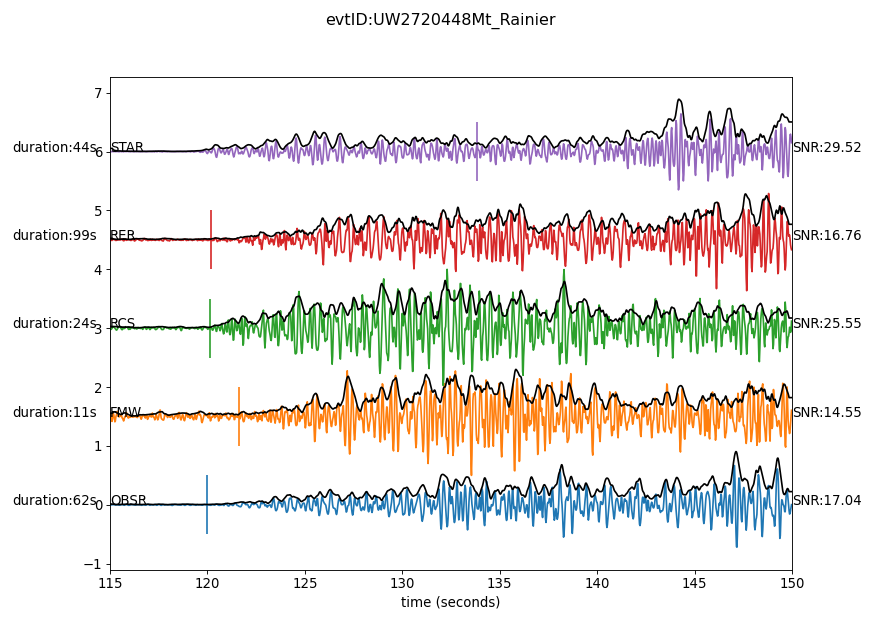 evtID:UW2720448Mt_Rainier
7
duration:44s 6 STAR SNR:29.52
5
duration:99s RER SNR:16.76
4
duration:24s 3 RCS SNR:25.55
2
duration:11s FMW SNR:14.55
1
duration:62s 0 OBSR SNR:17.04
−1
115 120 125 130 135 140 145 150
time (seconds)